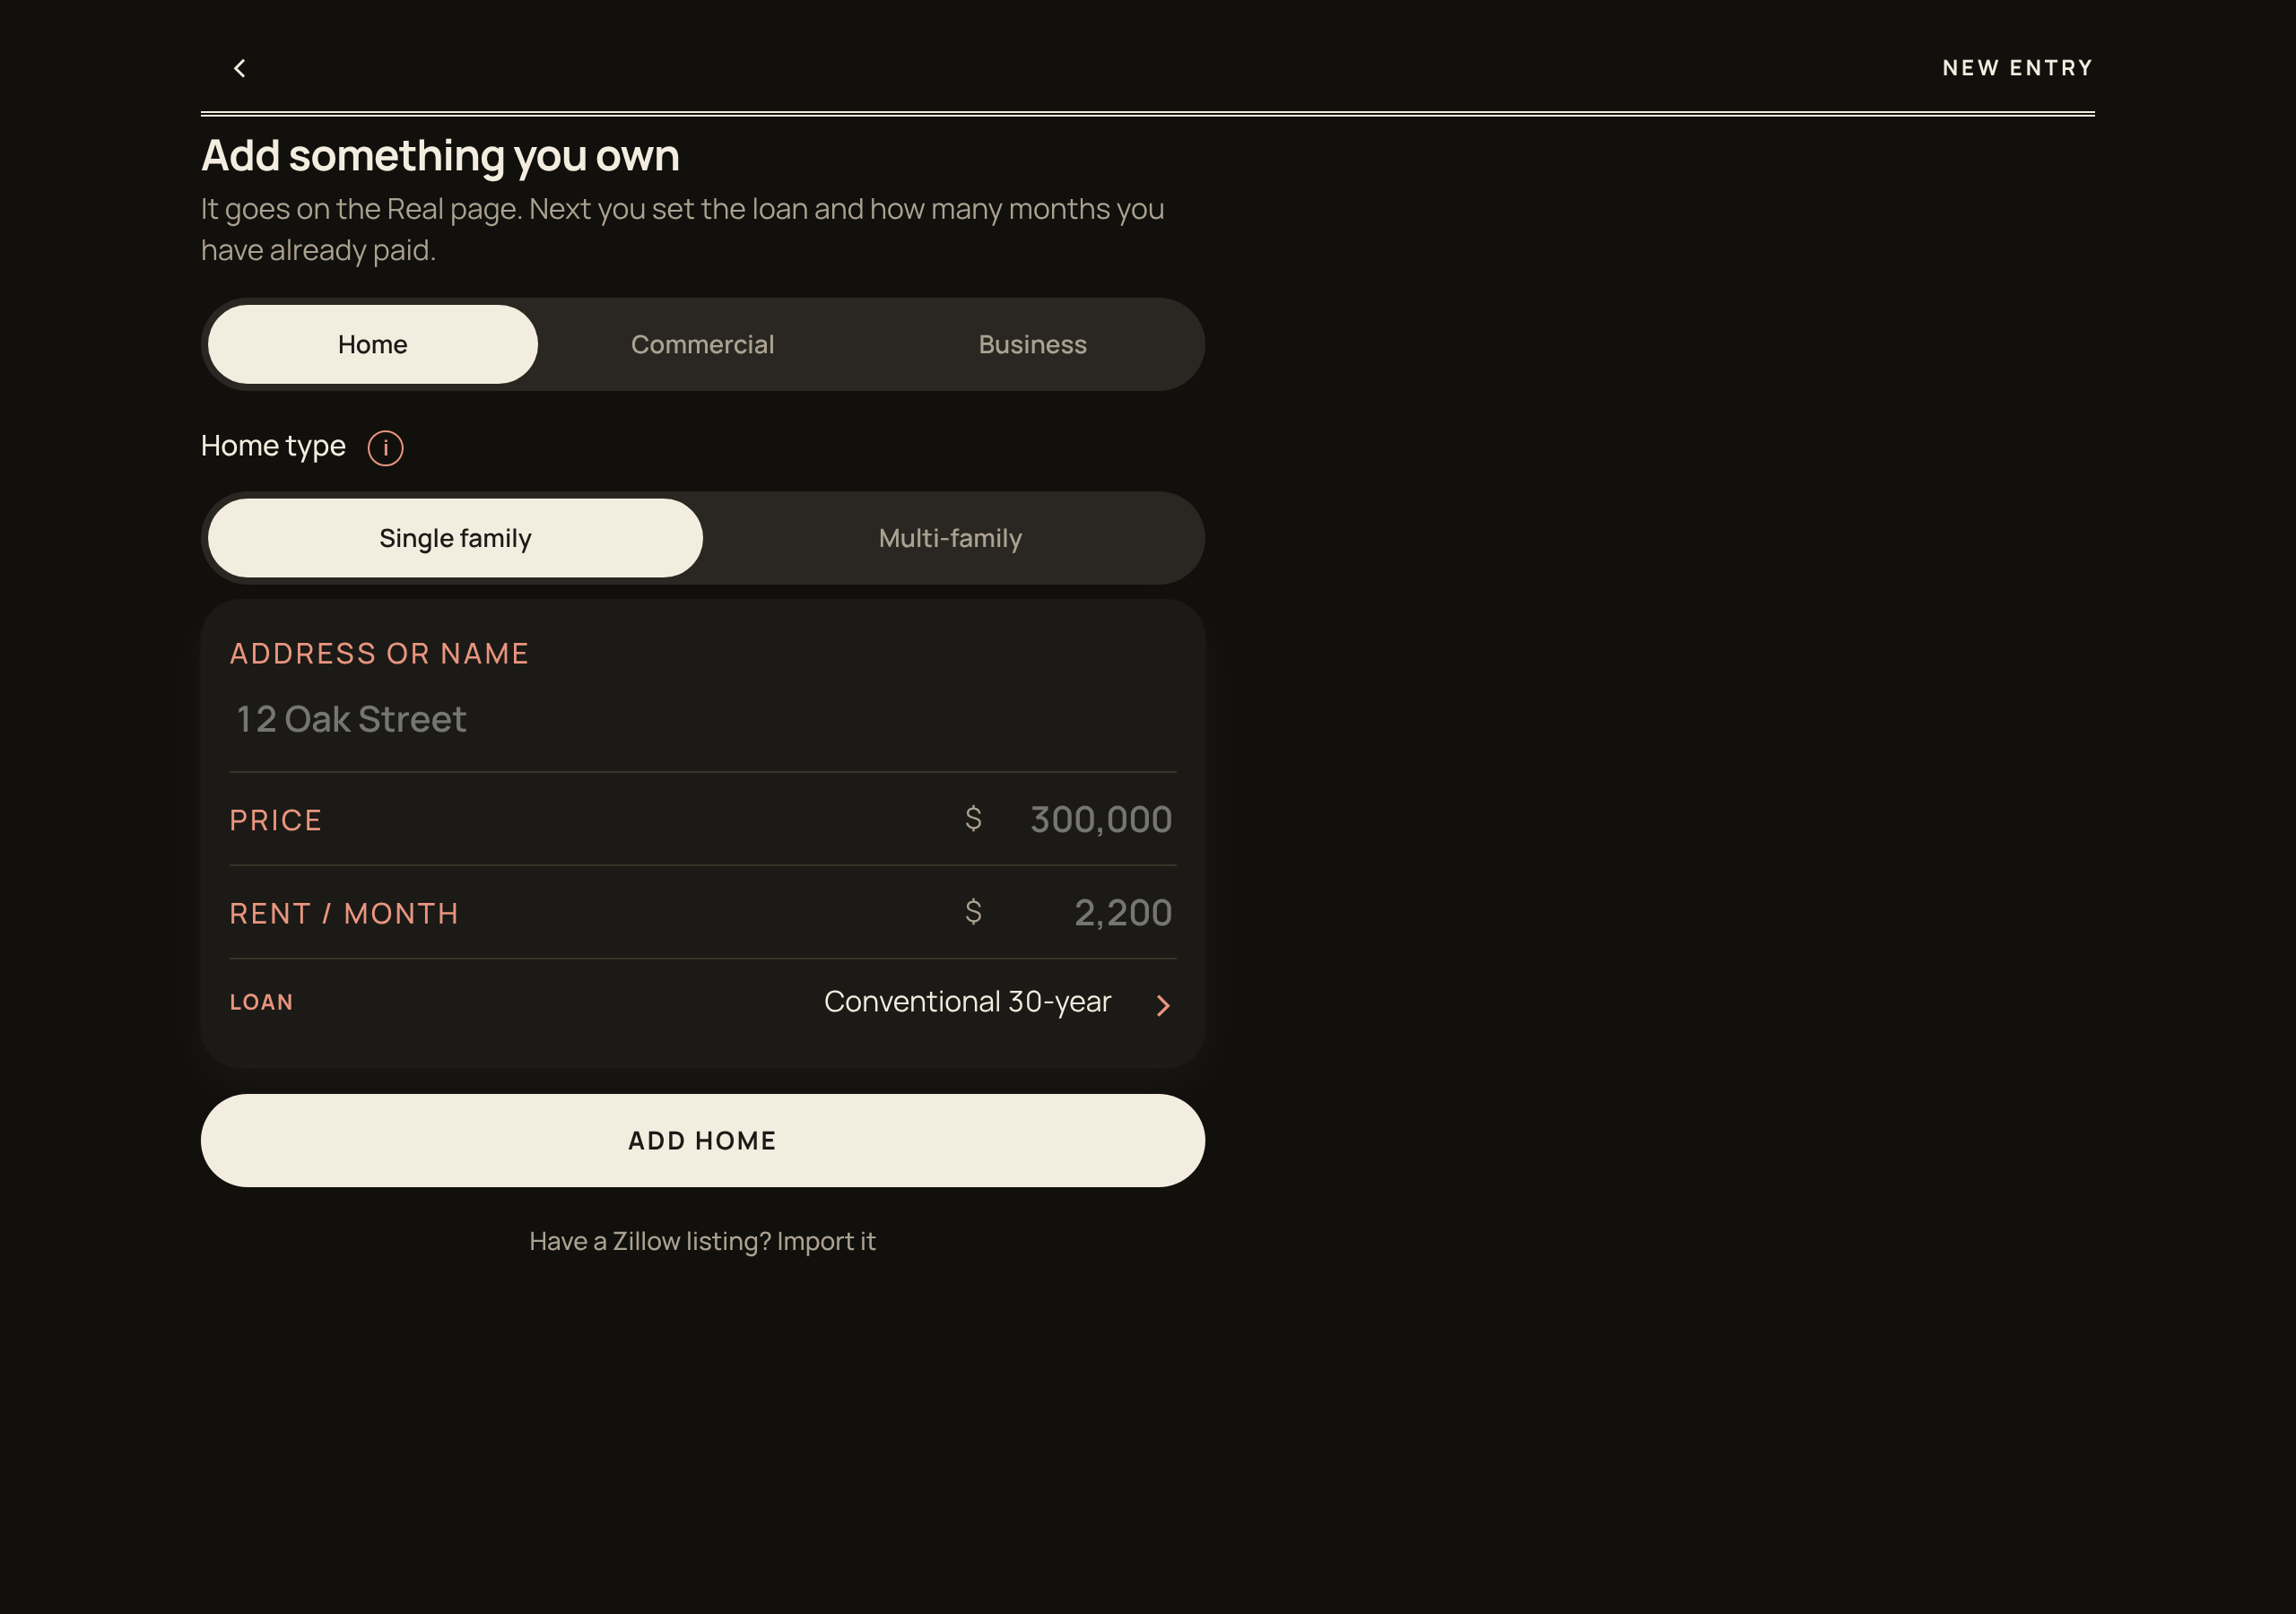 NEW ENTRY
Add something you own
It goes on the Real page. Next you set the loan and how many months you
have already paid.
Home Commercial Business
Home type i
Single family Multi-family
ADDRESS OR NAME
12 Oak Street
PRICE $ 300,000
RENT / MONTH $ 2,200
LOAN Conventional 30-year
ADD HOME
Have a Zillow listing? Import it